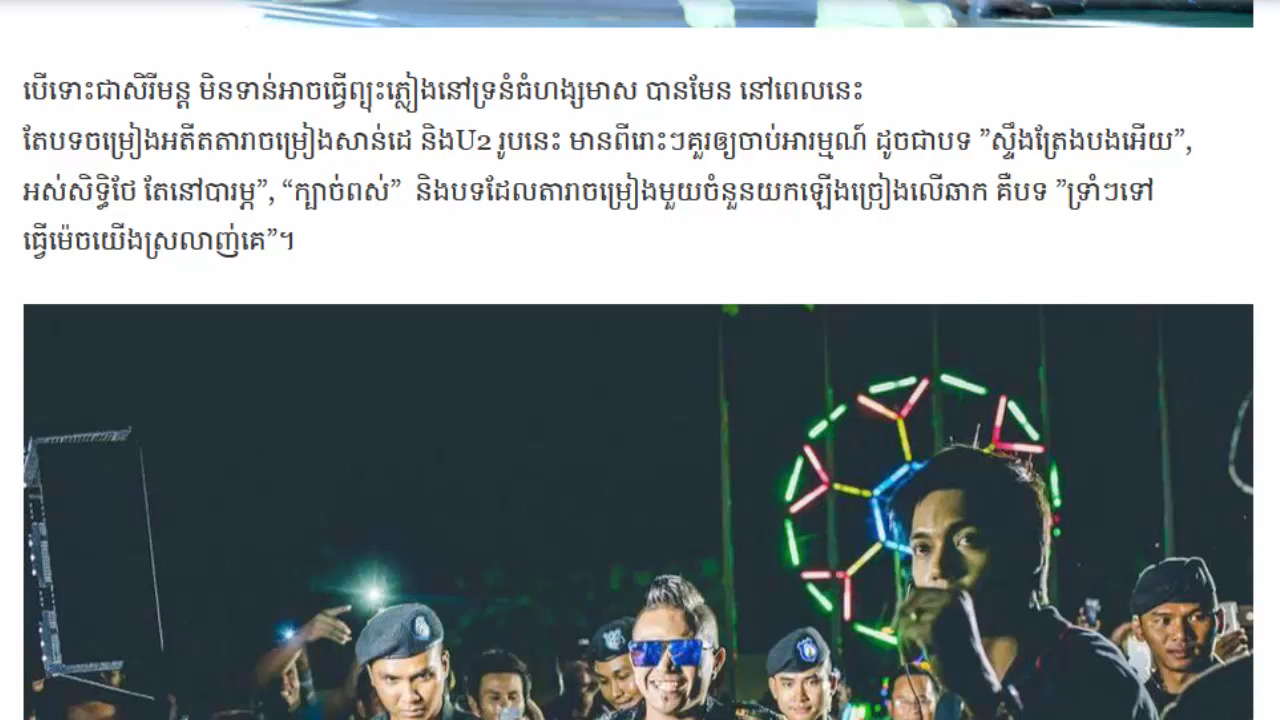 បើទោះជាសិរីមន្ត មិនទាន់អាចធ្វើព្យុះភ្លៀងនៅទ្រនំធំហង្សមាស បានមែន នៅពេលនេះ
តែបទចម្រៀងអតីតតារាចម្រៀងសាន់ដេ និងU2 រូបនេះ មានពីរោះៗគួរឲ្យចាប់អារម្មណ៍ ដូចជាបទ ”ស្ទឹងត្រែងបងអើយ”,
អស់សិទ្ធិថែ តែនៅបារម្ភ”, “ក្បាច់ពស់” និងបទដែលតារាចម្រៀងមួយចំនួនយកឡើងច្រៀងលើឆាក គឺបទ ”ទ្រាំៗទៅ
ធ្វើម៉េចយើងស្រលាញ់គេ”។